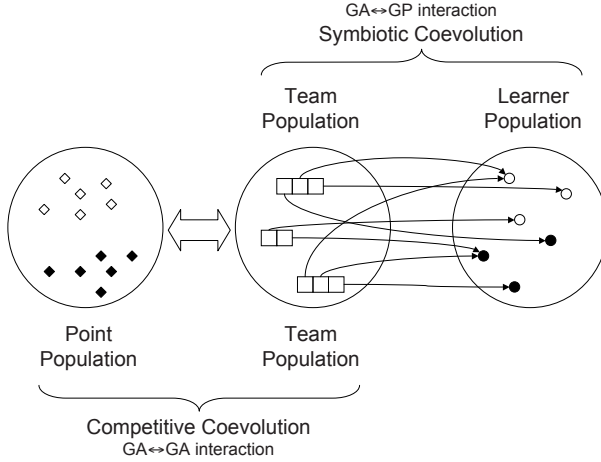 GA↔GP interaction
Symbiotic Coevolution
Team
Population
Learner
Population
Point
Population
Team
Population
Competitive Coevolution
GA↔GA interaction